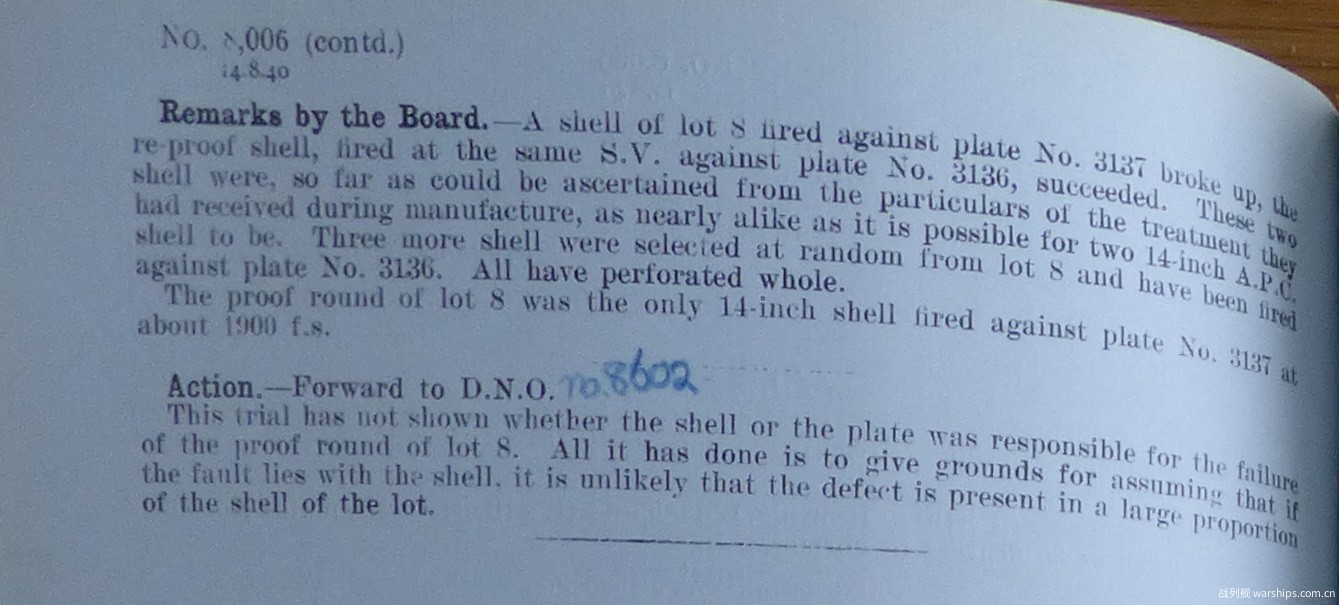 No. 8,006 (contd.)
14.8.40
Remarks by the Board.—A shell of lot 8 fired against plate No. 3137 broke up, the
re-proof shell, fired at the same S.V. against plate No. 3136, succeeded. These two
shell were, so far as could be ascertained from the particulars of the treatment they
had received during manufacture, as nearly alike as it is possible for two 14-inch A.P.C.
shell to be. Three more shell were selected at random from lot 8 and have been fired
against plate No. 3136. All have perforated whole.
The proof round of lot 8 was the only 14-inch shell fired against plate No. 3137 at
about 1900 f.s.
Action.—Forward to D.N.O. no.8602
This trial has not shown whether the shell or the plate was responsible for the failure
of the proof round of lot 8. All it has done is to give grounds for assuming that if
the fault lies with the shell, it is unlikely that the defect is present in a large proportion
of the shell of the lot.
战列舰 warships.com.cn